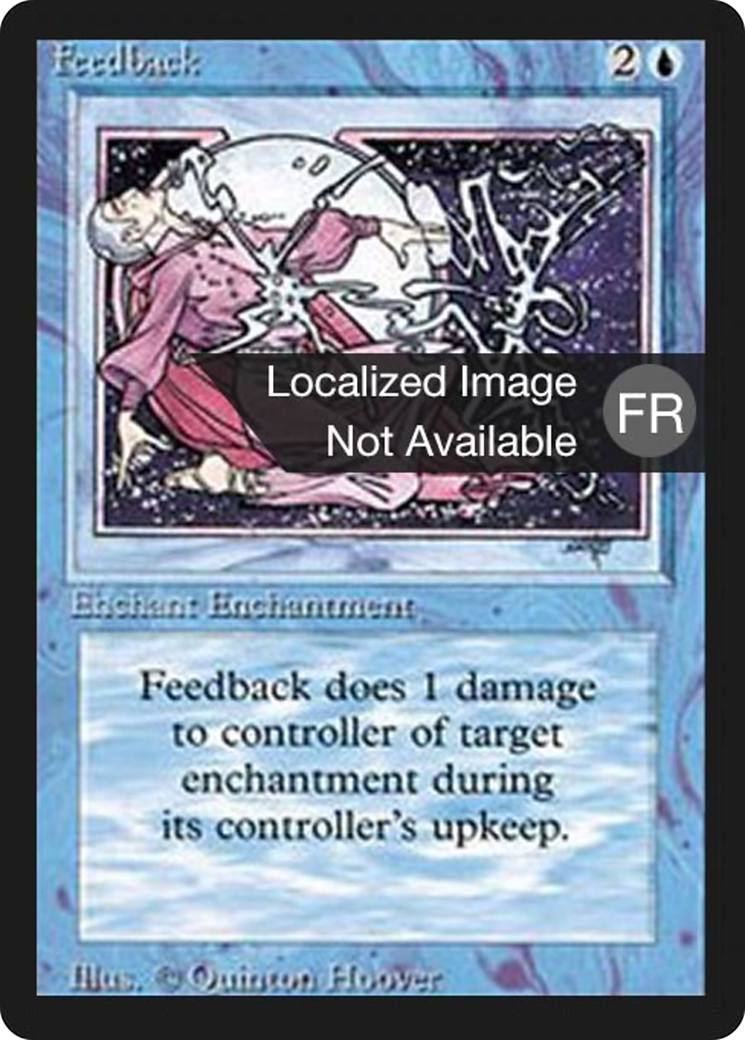 Feedback 2
Localized Image
Not Available
FR
Enchant Enchantment
Feedback does 1 damage
to controller of target
enchantment during
its controller's upkeep.
Illus. © Quinton Hoover